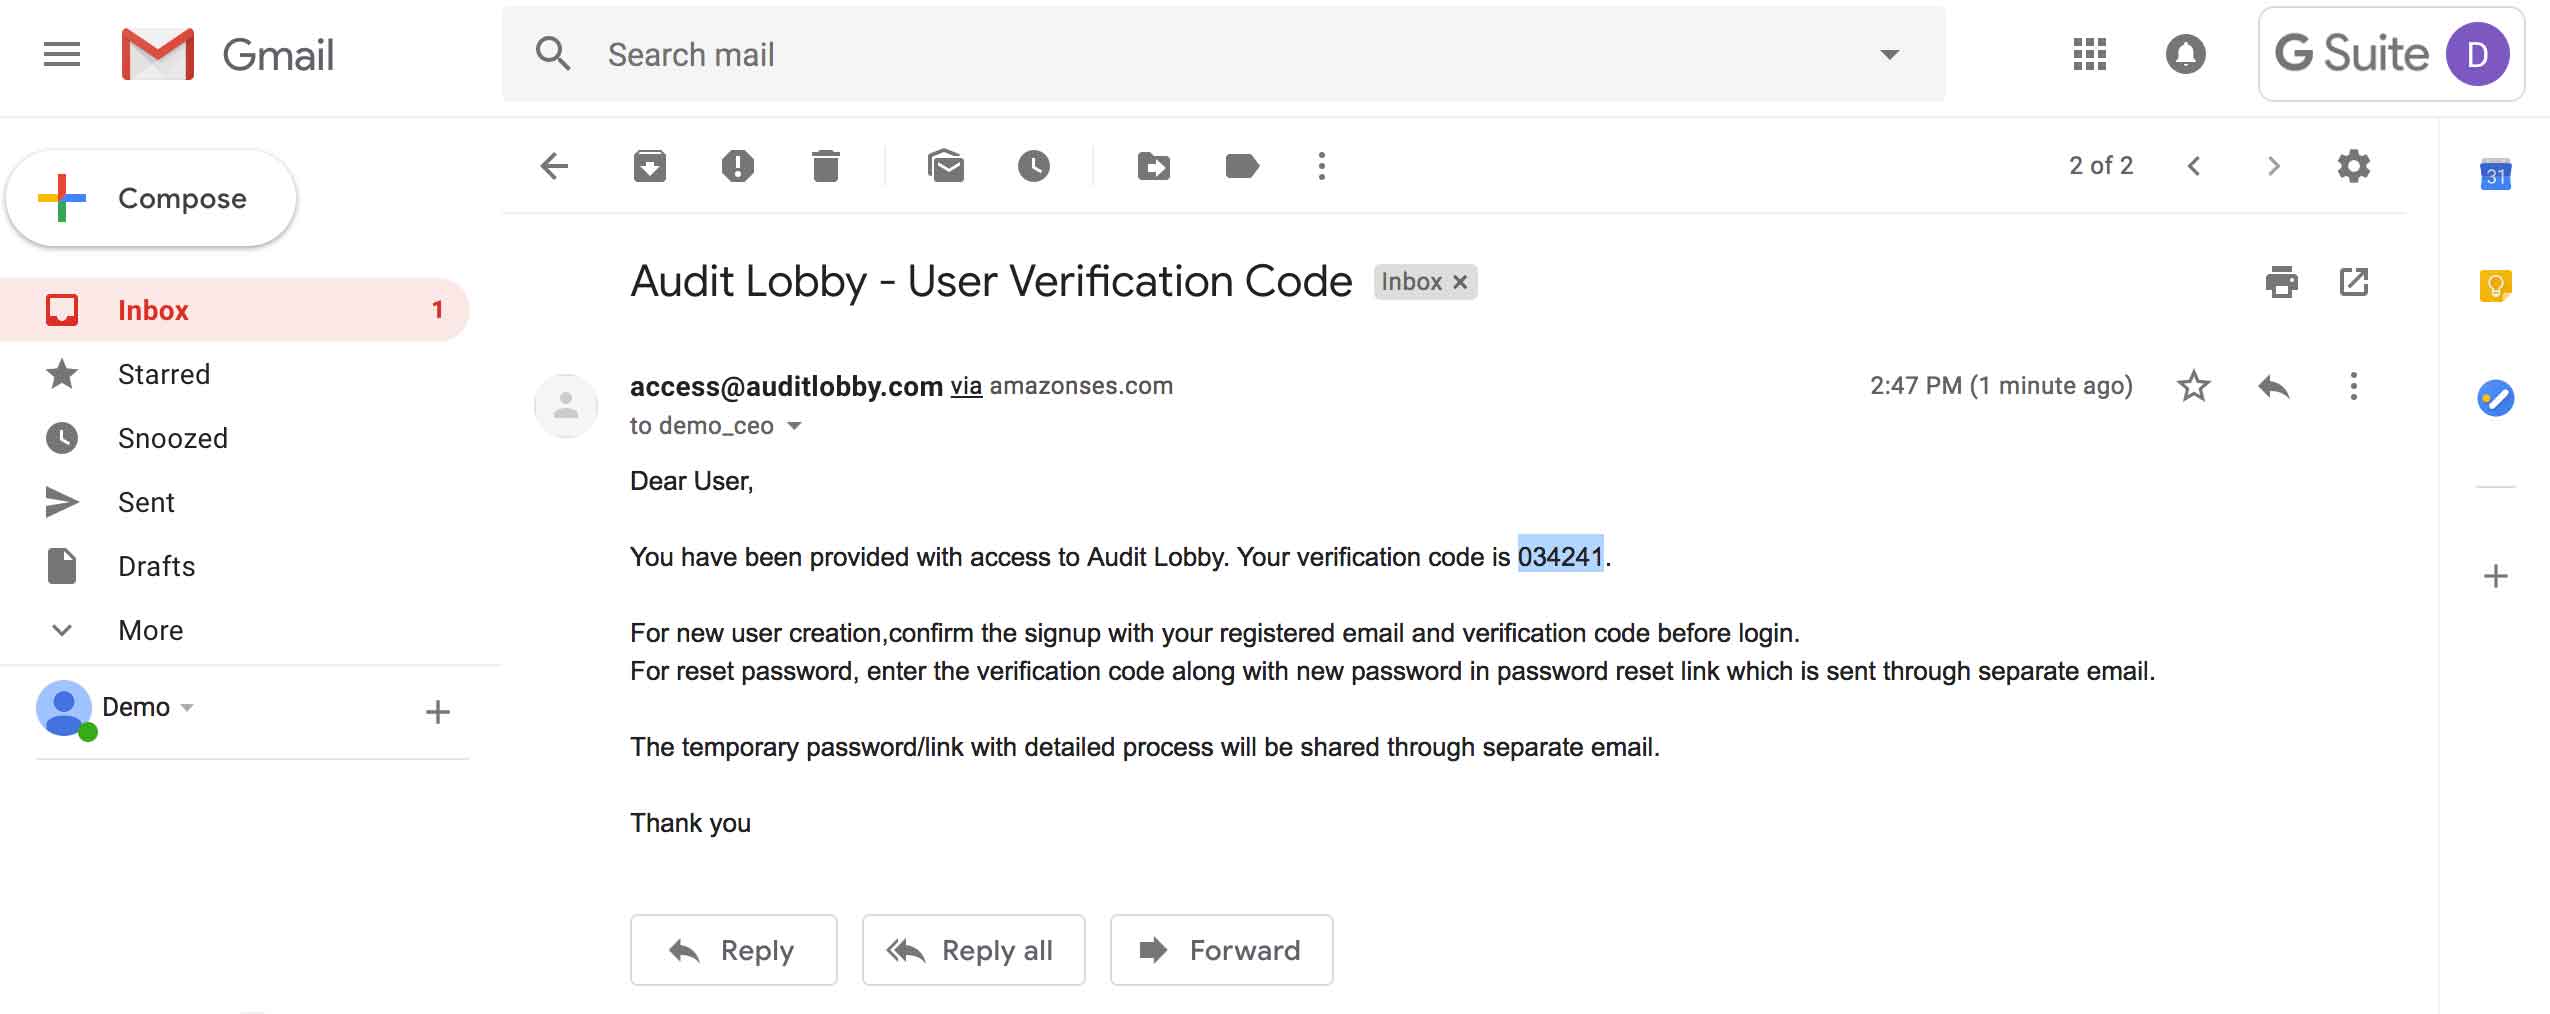 Gmail
Search mail
G Suite
D
Compose
2 of 2
31
Inbox 1
Starred
Snoozed
Sent
Drafts
More
Demo
Audit Lobby - User Verification Code Inbox ×
access@auditlobby.com via amazonses.com 2:47 PM (1 minute ago)
to demo_ceo
Dear User,
You have been provided with access to Audit Lobby. Your verification code is 034241.
For new user creation,confirm the signup with your registered email and verification code before login.
For reset password, enter the verification code along with new password in password reset link which is sent through separate email.
The temporary password/link with detailed process will be shared through separate email.
Thank you
Reply Reply all Forward